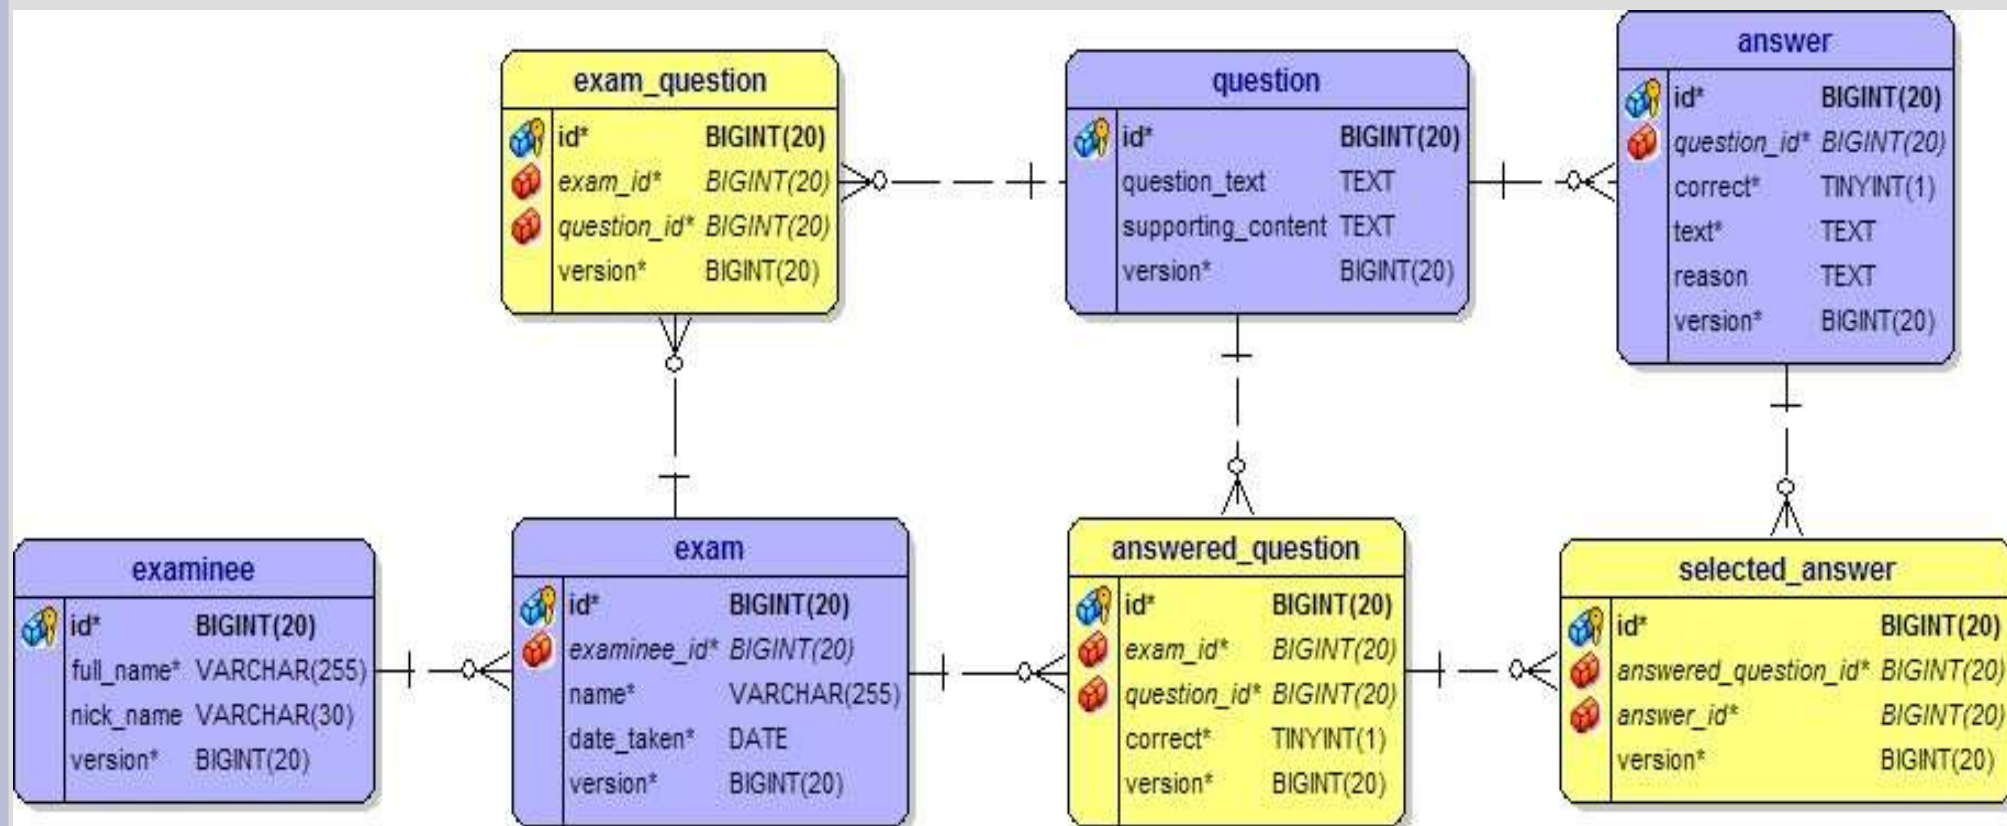 exam_question
id* BIGINT(20)
exam_id* BIGINT(20)
question_id* BIGINT(20)
version* BIGINT(20)
question
id* BIGINT(20)
question_text TEXT
supporting_content TEXT
version* BIGINT(20)
answer
id* BIGINT(20)
question_id* BIGINT(20)
correct* TINYINT(1)
text* TEXT
reason TEXT
version* BIGINT(20)
examinee
id* BIGINT(20)
full_name* VARCHAR(255)
nick_name VARCHAR(30)
version* BIGINT(20)
exam
id* BIGINT(20)
examinee_id* BIGINT(20)
name* VARCHAR(255)
date_taken* DATE
version* BIGINT(20)
answered_question
id* BIGINT(20)
exam_id* BIGINT(20)
question_id* BIGINT(20)
correct* TINYINT(1)
version* BIGINT(20)
selected_answer
id* BIGINT(20)
answered_question_id* BIGINT(20)
answer_id* BIGINT(20)
version* BIGINT(20)